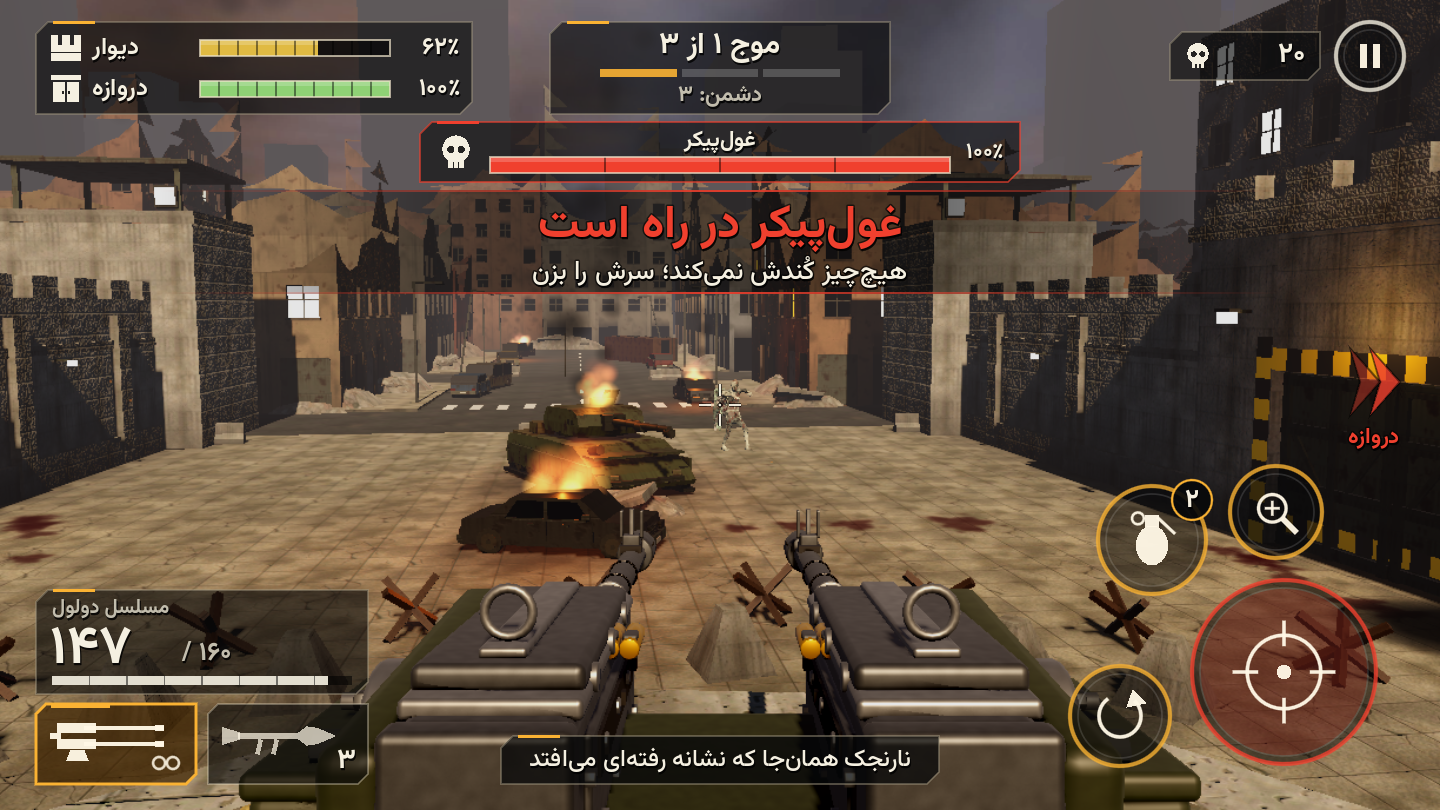 دیوار ۶۲٪
دروازه ۱۰۰٪
موج ۱ از ۳
دشمن: ۳
۲۰
غول‌پیکر ۱۰۰٪
غول‌پیکر در راه است
هیچ‌چیز کُندش نمی‌کند؛ سرش را بزن
دروازه
۲
مسلسل دولول
۱۴۷ / ۱۶۰
∞
۳
نارنجک همان‌جا که نشانه رفته‌ای می‌افتد